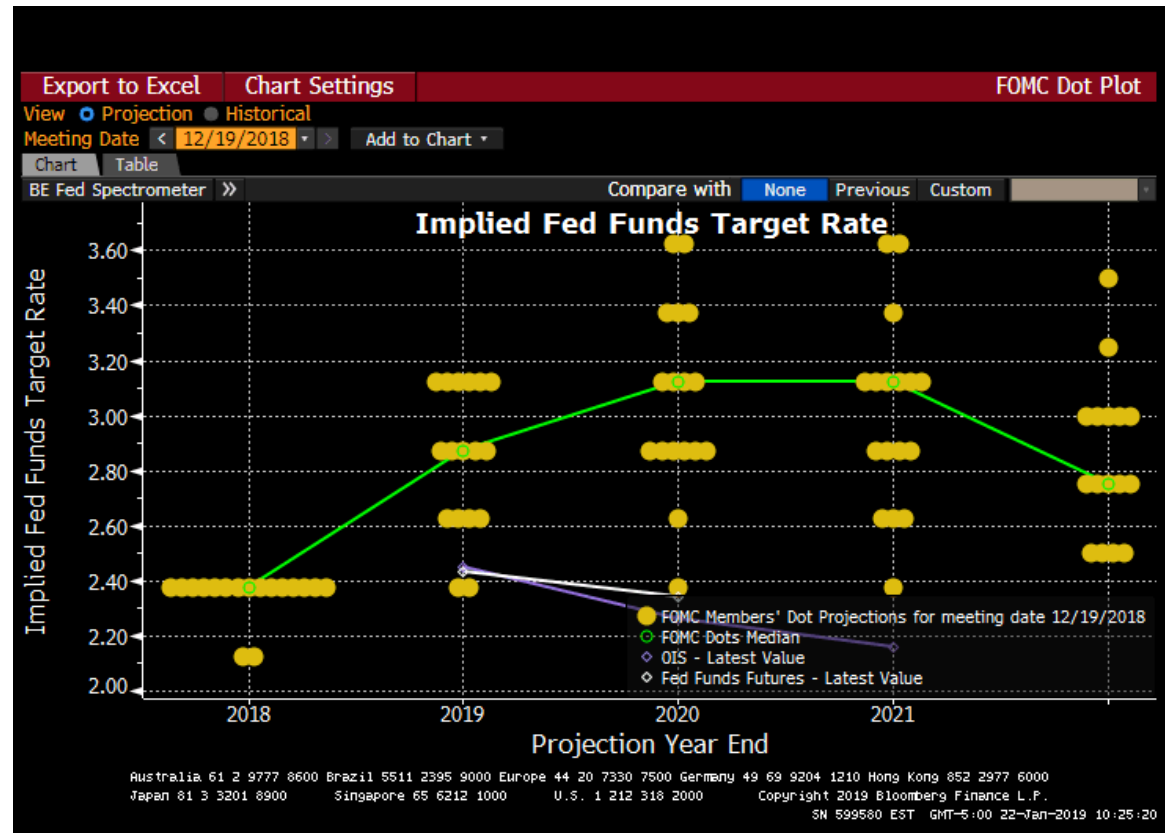 Export to Excel Chart Settings FOMC Dot Plot
View Projection Historical
Meeting Date < 12/19/2018 > Add to Chart
Chart Table
BE Fed Spectrometer » Compare with None Previous Custom
Implied Fed Funds Target Rate
Implied Fed Funds Target Rate
3.60
3.40
3.20
3.00
2.80
2.60
2.40
2.20
2.00
FOMC Members' Dot Projections for meeting date 12/19/2018
FOMC Dots Median
OIS - Latest Value
Fed Funds Futures - Latest Value
2018 2019 2020 2021
Projection Year End
Australia 61 2 9777 8600 Brazil 5511 2395 9000 Europe 44 20 7330 7500 Germany 49 69 9204 1210 Hong Kong 852 2977 6000
Japan 81 3 3201 8900 Singapore 65 6212 1000 U.S. 1 212 318 2000 Copyright 2019 Bloomberg Finance L.P.
SN 599580 EST GMT-5:00 22-Jan-2019 10:25:20